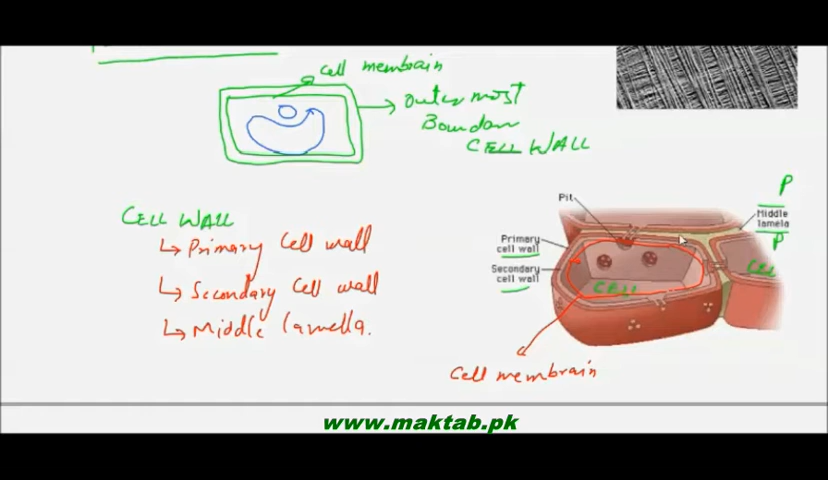 Cell membrain
Outer most
Boundary
CELL WALL
CELL WALL
↳ Primary Cell wall
↳ Secondary Cell wall
↳ Middle lamella.
Pit
P
Middle
lamela
P
Primary
cell wall
Secondary
cell wall
CELL
CEL
Cell membrain
www.maktab.pk